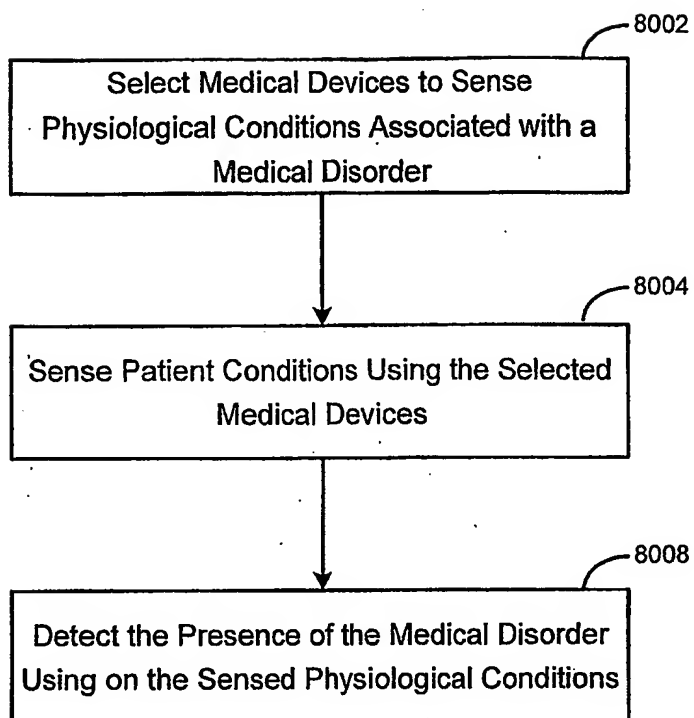 8002
Select Medical Devices to Sense
Physiological Conditions Associated with a
Medical Disorder
8004
Sense Patient Conditions Using the Selected
Medical Devices
8008
Detect the Presence of the Medical Disorder
Using on the Sensed Physiological Conditions